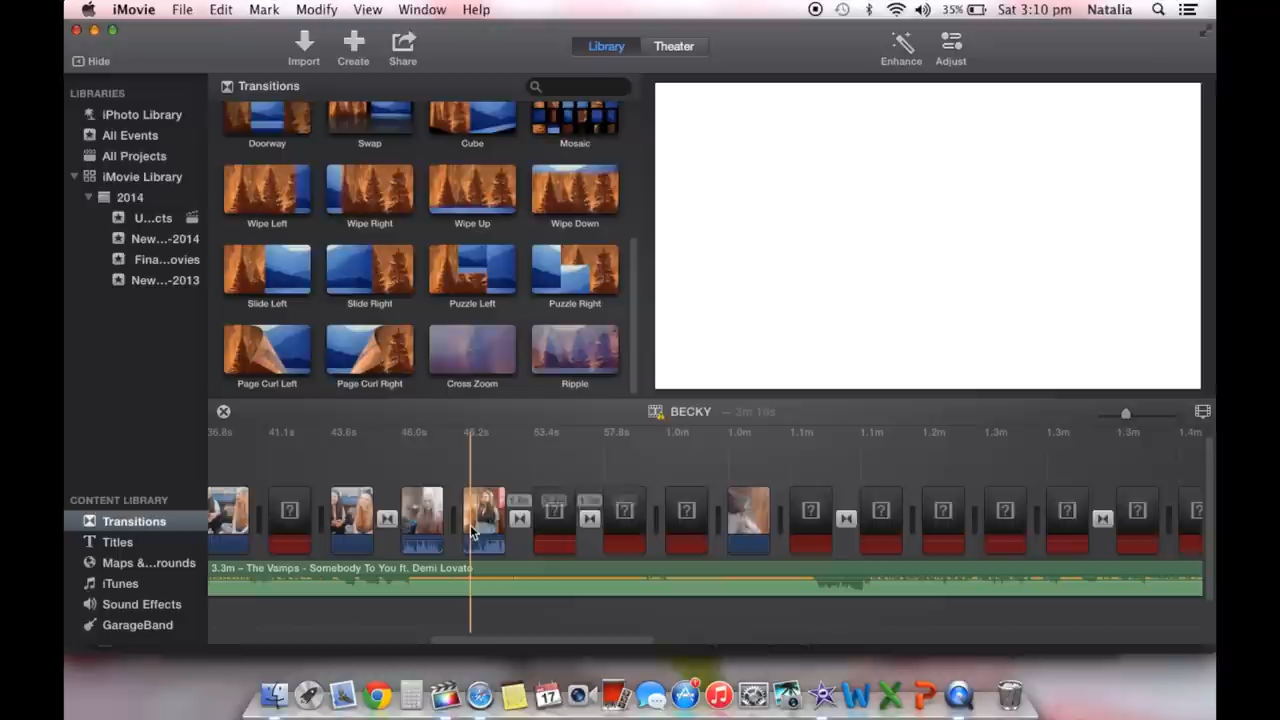 iMovie File Edit Mark Modify View Window Help 35% Sat 3:10 pm Natalia
Hide Import Create Share Library Theater Enhance Adjust
LIBRARIES
iPhoto Library
All Events
All Projects
iMovie Library
2014
U...cts
New...-2014
Fina...ovies
New...-2013
Transitions
Doorway Swap Cube Mosaic
Wipe Left Wipe Right Wipe Up Wipe Down
Slide Left Slide Right Puzzle Left Puzzle Right
Page Curl Left Page Curl Right Cross Zoom Ripple
BECKY – 3m 18s
41.1s 43.6s 46.0s 53.4s 57.8s 1.0m 1.0m 1.1m 1.1m 1.2m 1.3m 1.3m 1.3m 1.4m
CONTENT LIBRARY
Transitions
Titles
Maps &...rounds
iTunes
Sound Effects
GarageBand
3.3m – The Vamps - Somebody To You ft. Demi Lovato
17